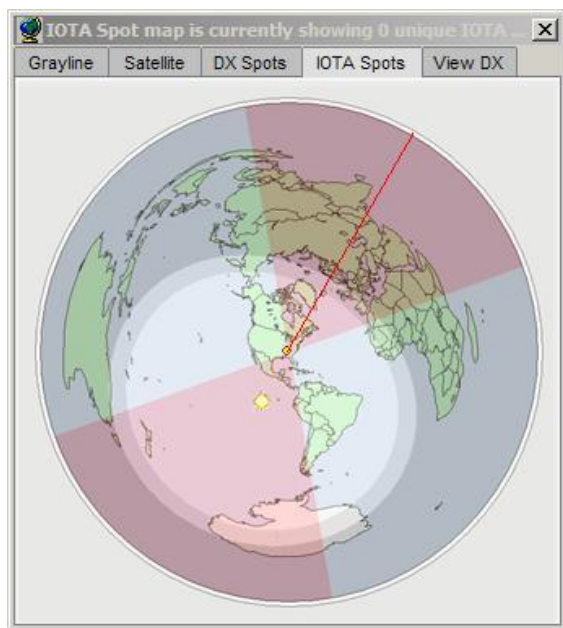 IOTA Spot map is currently showing 0 unique IOTA ...
Grayline Satellite DX Spots IOTA Spots View DX